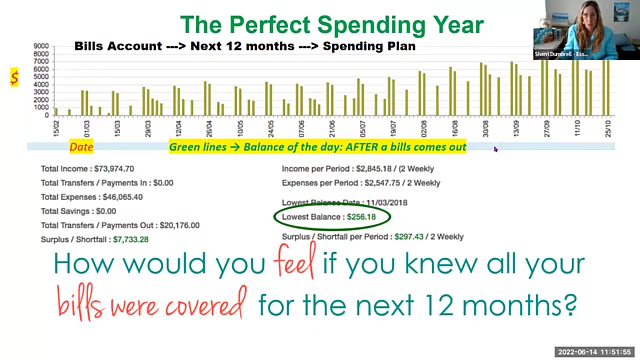 The Perfect Spending Year
Bills Account ---> Next 12 months ---> Spending Plan
9000
8000
7000
6000
5000
4000
3000
2000
1000
0
$
15/02
01/03
15/03
29/03
12/04
26/04
10/05
24/05
07/06
21/06
05/07
19/07
02/08
16/08
30/08
13/09
27/09
11/10
25/10
Date
Green lines → Balance of the day: AFTER a bills comes out
Total Income : $73,974.70
Total Transfers / Payments In : $0.00
Total Expenses : $46,065.40
Total Savings : $0.00
Total Transfers / Payments Out : $20,176.00
Surplus / Shortfall : $7,733.28
Income per Period : $2,845.18 / (2 Weekly)
Expenses per Period : $2,547.75 / 2 Weekly)
Lowest Balance Date : 11/03/2018
Lowest Balance : $256.18
Surplus / Shortfall per Period : $297.43 / 2 Weekly
How would you feel if you knew all your
bills were covered for the next 12 months?
2022-06-14 11:51:55